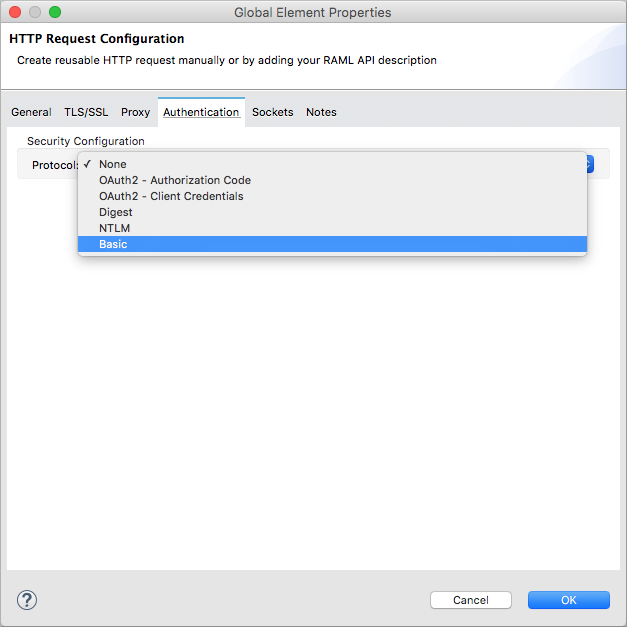 Global Element Properties
HTTP Request Configuration
Create reusable HTTP request manually or by adding your RAML API description
General TLS/SSL Proxy Authentication Sockets Notes
Security Configuration
Protocol: ✓ None
OAuth2 - Authorization Code
OAuth2 - Client Credentials
Digest
NTLM
Basic
? Cancel OK